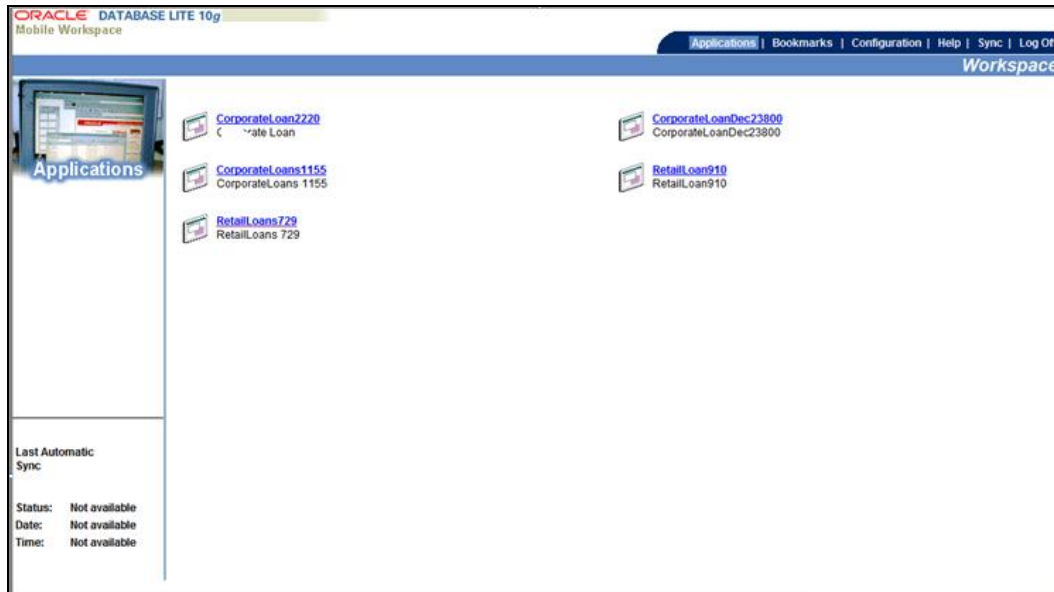 ORACLE DATABASE LITE 10g
Mobile Workspace
Applications | Bookmarks | Configuration | Help | Sync | Log Of
Workspace
Applications
CorporateLoan2220
Loan
CorporateLoanDec23800
CorporateLoanDec23800
CorporateLoans1155
CorporateLoans 1155
RetailLoan910
RetailLoan910
RetailLoans729
RetailLoans 729
Last Automatic
Sync
Status: Not available
Date: Not available
Time: Not available